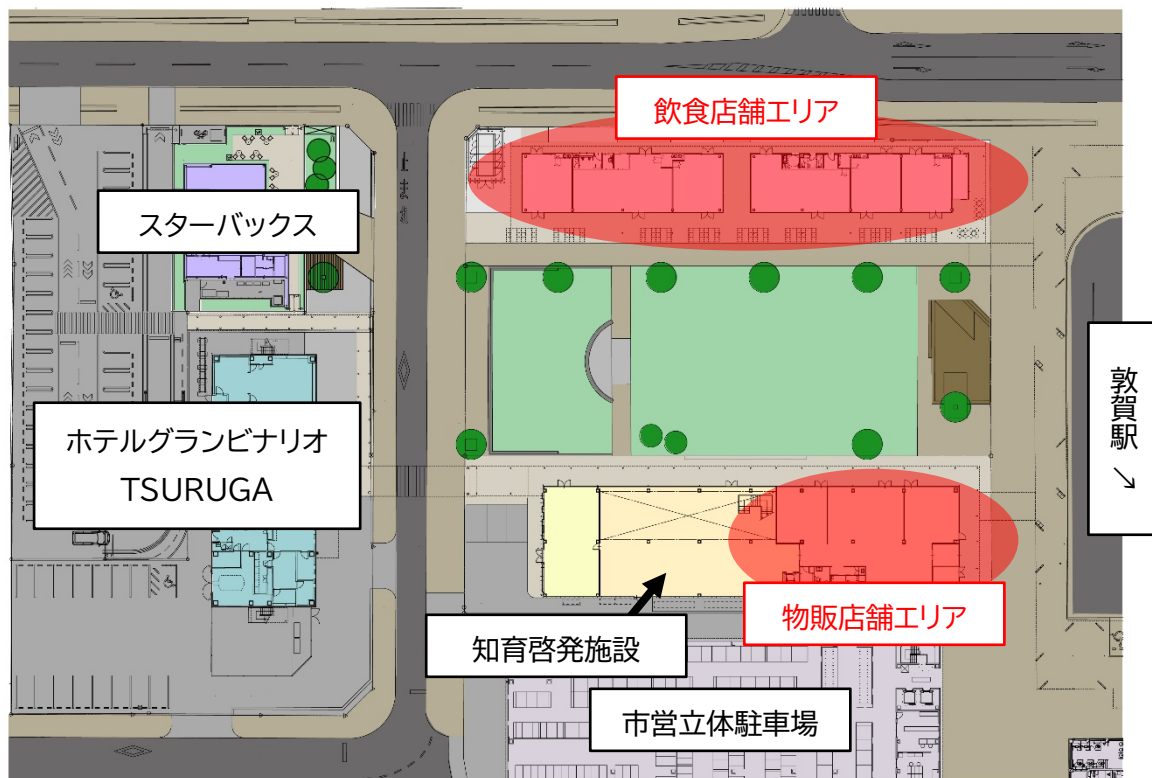 飲食店舗エリア
スターバックス
ホテルグランビナリオ
TSURUGA
敦賀駅→
物販店舗エリア
知育啓発施設
市営立体駐車場